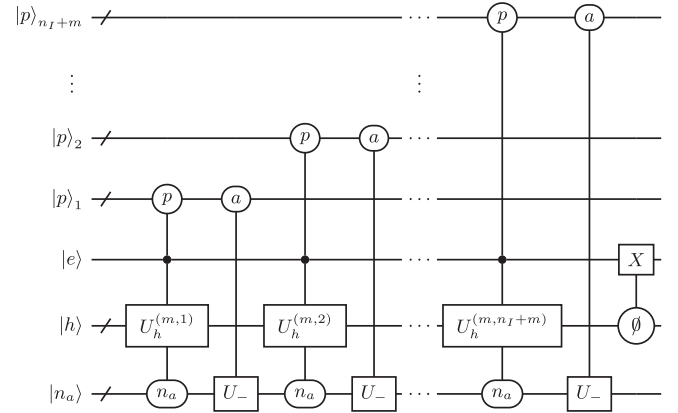 |p⟩_{n_I+m} p a
⋮ ⋮
|p⟩_2 p a ···
|p⟩_1 p a ···
|e⟩ ··· X
|h⟩ U_h^{(m,1)} U_h^{(m,2)} ··· U_h^{(m,n_I+m)} ∅
|n_a⟩ n_a U_− n_a U_− ··· n_a U_−